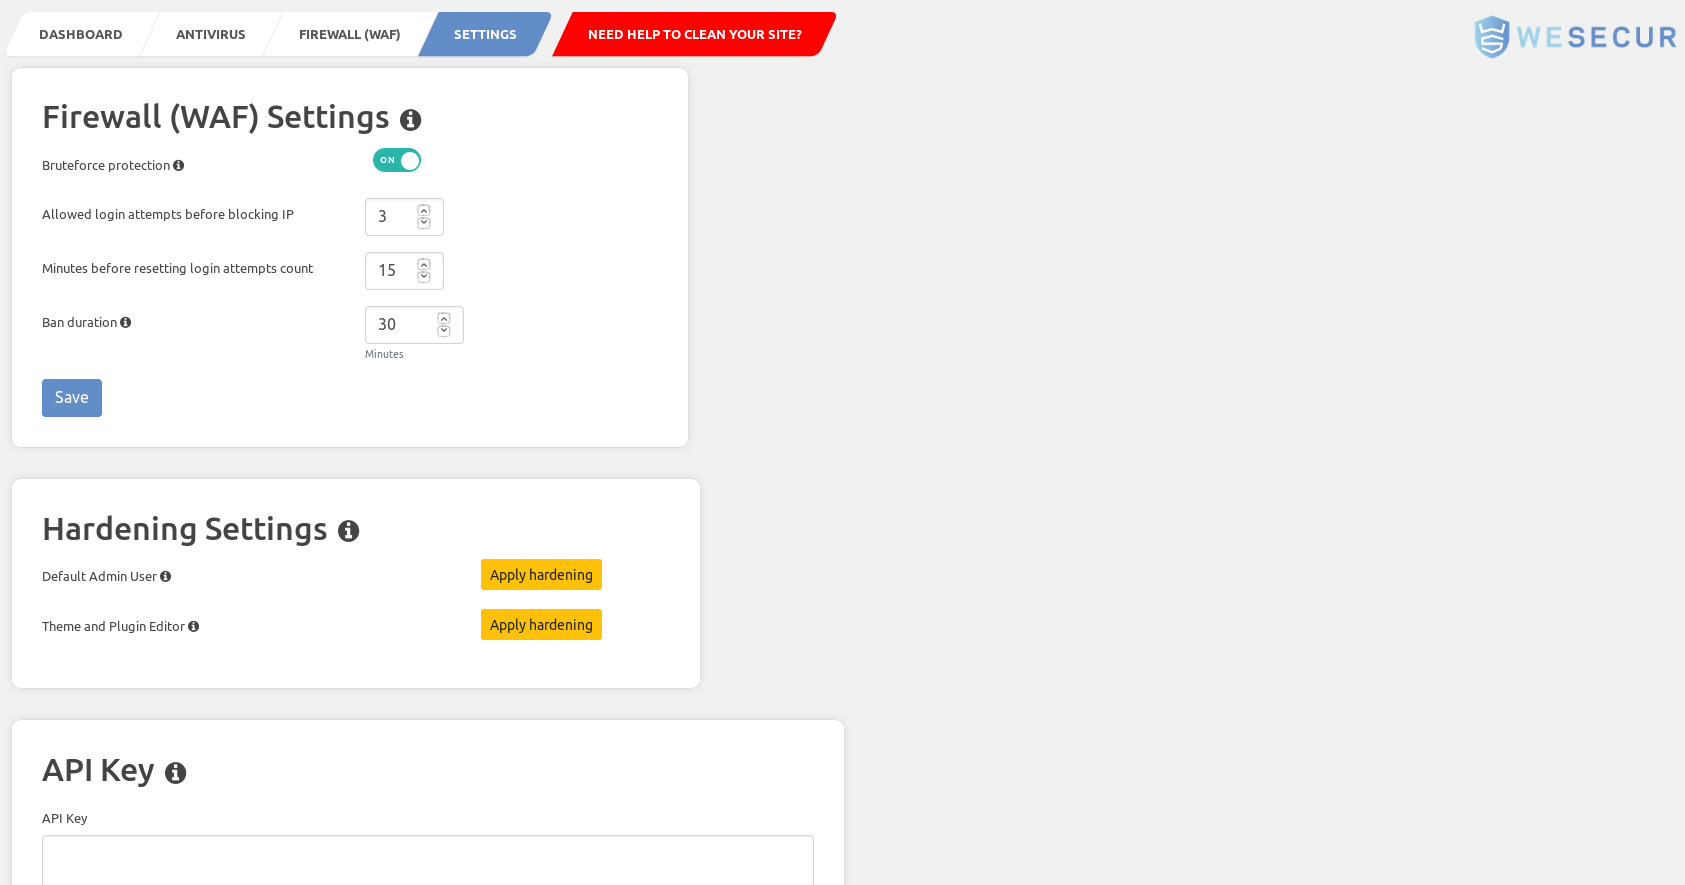 DASHBOARD ANTIVIRUS FIREWALL (WAF) SETTINGS NEED HELP TO CLEAN YOUR SITE? WESECUR
Firewall (WAF) Settings
Bruteforce protection ON
Allowed login attempts before blocking IP 3
Minutes before resetting login attempts count 15
Ban duration 30
Minutes
Save
Hardening Settings
Default Admin User Apply hardening
Theme and Plugin Editor Apply hardening
API Key
API Key